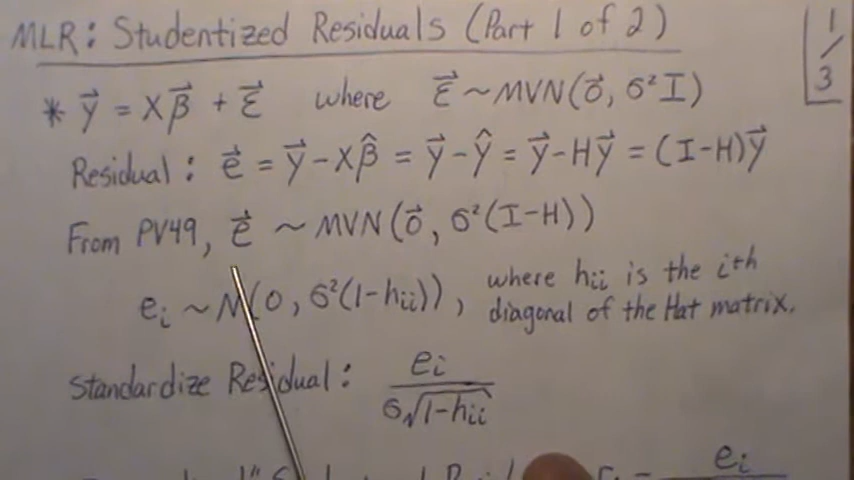 MLR: Studentized Residuals (Part 1 of 2)
1/3
* y⃗ = Xβ⃗ + ε⃗ where ε⃗ ~ MVN(0⃗, σ²I)
Residual: e⃗ = y⃗ - Xβ̂ = y⃗ - ŷ = y⃗ - Hy⃗ = (I-H)y⃗
From PV49, e⃗ ~ MVN(0⃗, σ²(I-H))
eᵢ ~ N(0, σ²(1-hᵢᵢ)), where hᵢᵢ is the ith
diagonal of the Hat matrix.
Standardize Residual: eᵢ / σ√(1-hᵢᵢ)
eᵢ